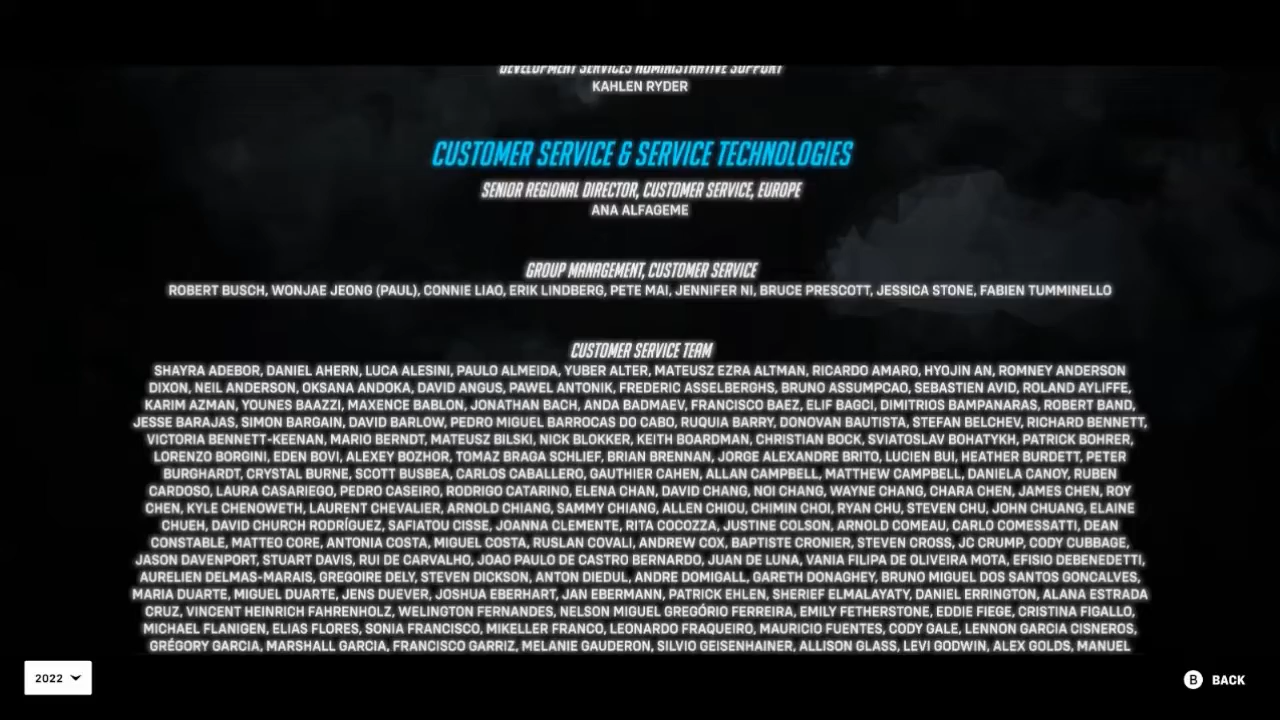 DEVELOPMENT SERVICES ADMINISTRATIVE SUPPORT
KAHLEN RYDER
CUSTOMER SERVICE & SERVICE TECHNOLOGIES
SENIOR REGIONAL DIRECTOR, CUSTOMER SERVICE, EUROPE
ANA ALFAGEME
GROUP MANAGEMENT, CUSTOMER SERVICE
ROBERT BUSCH, WONJAE JEONG (PAUL), CONNIE LIAO, ERIK LINDBERG, PETE MAI, JENNIFER NI, BRUCE PRESCOTT, JESSICA STONE, FABIEN TUMMINELLO
CUSTOMER SERVICE TEAM
SHAYRA ADEBOR, DANIEL AHERN, LUCA ALESINI, PAULO ALMEIDA, YUBER ALTER, MATEUSZ EZRA ALTMAN, RICARDO AMARO, HYOJIN AN, ROMNEY ANDERSON
DIXON, NEIL ANDERSON, OKSANA ANDOKA, DAVID ANGUS, PAWEL ANTONIK, FREDERIC ASSELBERGHS, BRUNO ASSUMPCAO, SEBASTIEN AVID, ROLAND AYLIFFE,
KARIM AZMAN, YOUNES BAAZZI, MAXENCE BABLON, JONATHAN BACH, ANDA BADMAEV, FRANCISCO BAEZ, ELIF BAGCI, DIMITRIOS BAMPANARAS, ROBERT BAND,
JESSE BARAJAS, SIMON BARGAIN, DAVID BARLOW, PEDRO MIGUEL BARROCAS DO CABO, RUQUIA BARRY, DONOVAN BAUTISTA, STEFAN BELCHEV, RICHARD BENNETT,
VICTORIA BENNETT-KEENAN, MARIO BERNDT, MATEUSZ BILSKI, NICK BLOKKER, KEITH BOARDMAN, CHRISTIAN BOCK, SVIATOSLAV BOHATYKH, PATRICK BOHRER,
LORENZO BORGINI, EDEN BOVI, ALEXEY BOZHOR, TOMAZ BRAGA SCHLIEF, BRIAN BRENNAN, JORGE ALEXANDRE BRITO, LUCIEN BUI, HEATHER BURDETT, PETER
BURGHARDT, CRYSTAL BURNE, SCOTT BUSBEA, CARLOS CABALLERO, GAUTHIER CAHEN, ALLAN CAMPBELL, MATTHEW CAMPBELL, DANIELA CANOY, RUBEN
CARDOSO, LAURA CASARIEGO, PEDRO CASEIRO, RODRIGO CATARINO, ELENA CHAN, DAVID CHANG, NOI CHANG, WAYNE CHANG, CHARA CHEN, JAMES CHEN, ROY
CHEN, KYLE CHENOWETH, LAURENT CHEVALIER, ARNOLD CHIANG, SAMMY CHIANG, ALLEN CHIOU, CHIMIN CHOI, RYAN CHU, STEVEN CHU, JOHN CHUANG, ELAINE
CHUEH, DAVID CHURCH RODRÍGUEZ, SAFIATOU CISSE, JOANNA CLEMENTE, RITA COCOZZA, JUSTINE COLSON, ARNOLD COMEAU, CARLO COMESSATTI, DEAN
CONSTABLE, MATTEO CORE, ANTONIA COSTA, MIGUEL COSTA, RUSLAN COVALI, ANDREW COX, BAPTISTE CRONIER, STEVEN CROSS, JC CRUMP, CODY CUBBAGE,
JASON DAVENPORT, STUART DAVIS, RUI DE CARVALHO, JOAO PAULO DE CASTRO BERNARDO, JUAN DE LUNA, VANIA FILIPA DE OLIVEIRA MOTA, EFISIO DEBENEDETTI,
AURELIEN DELMAS-MARAIS, GREGOIRE DELY, STEVEN DICKSON, ANTON DIEDUL, ANDRE DOMIGALL, GARETH DONAGHEY, BRUNO MIGUEL DOS SANTOS GONCALVES,
MARIA DUARTE, MIGUEL DUARTE, JENS DUEVER, JOSHUA EBERHART, JAN EBERMANN, PATRICK EHLEN, SHERIEF ELMALAYATY, DANIEL ERRINGTON, ALANA ESTRADA
CRUZ, VINCENT HEINRICH FAHRENHOLZ, WELINGTON FERNANDES, NELSON MIGUEL GREGÓRIO FERREIRA, EMILY FETHERSTONE, EDDIE FIEGE, CRISTINA FIGALLO,
MICHAEL FLANIGEN, ELIAS FLORES, SONIA FRANCISCO, MIKELLER FRANCO, LEONARDO FRAQUEIRO, MAURICIO FUENTES, CODY GALE, LENNON GARCIA CISNEROS,
GRÉGORY GARCIA, MARSHALL GARCIA, FRANCISCO GARRIZ, MELANIE GAUDERON, SILVIO GEISENHAINER, ALLISON GLASS, LEVI GODWIN, ALEX GOLDS, MANUEL
2022
B BACK